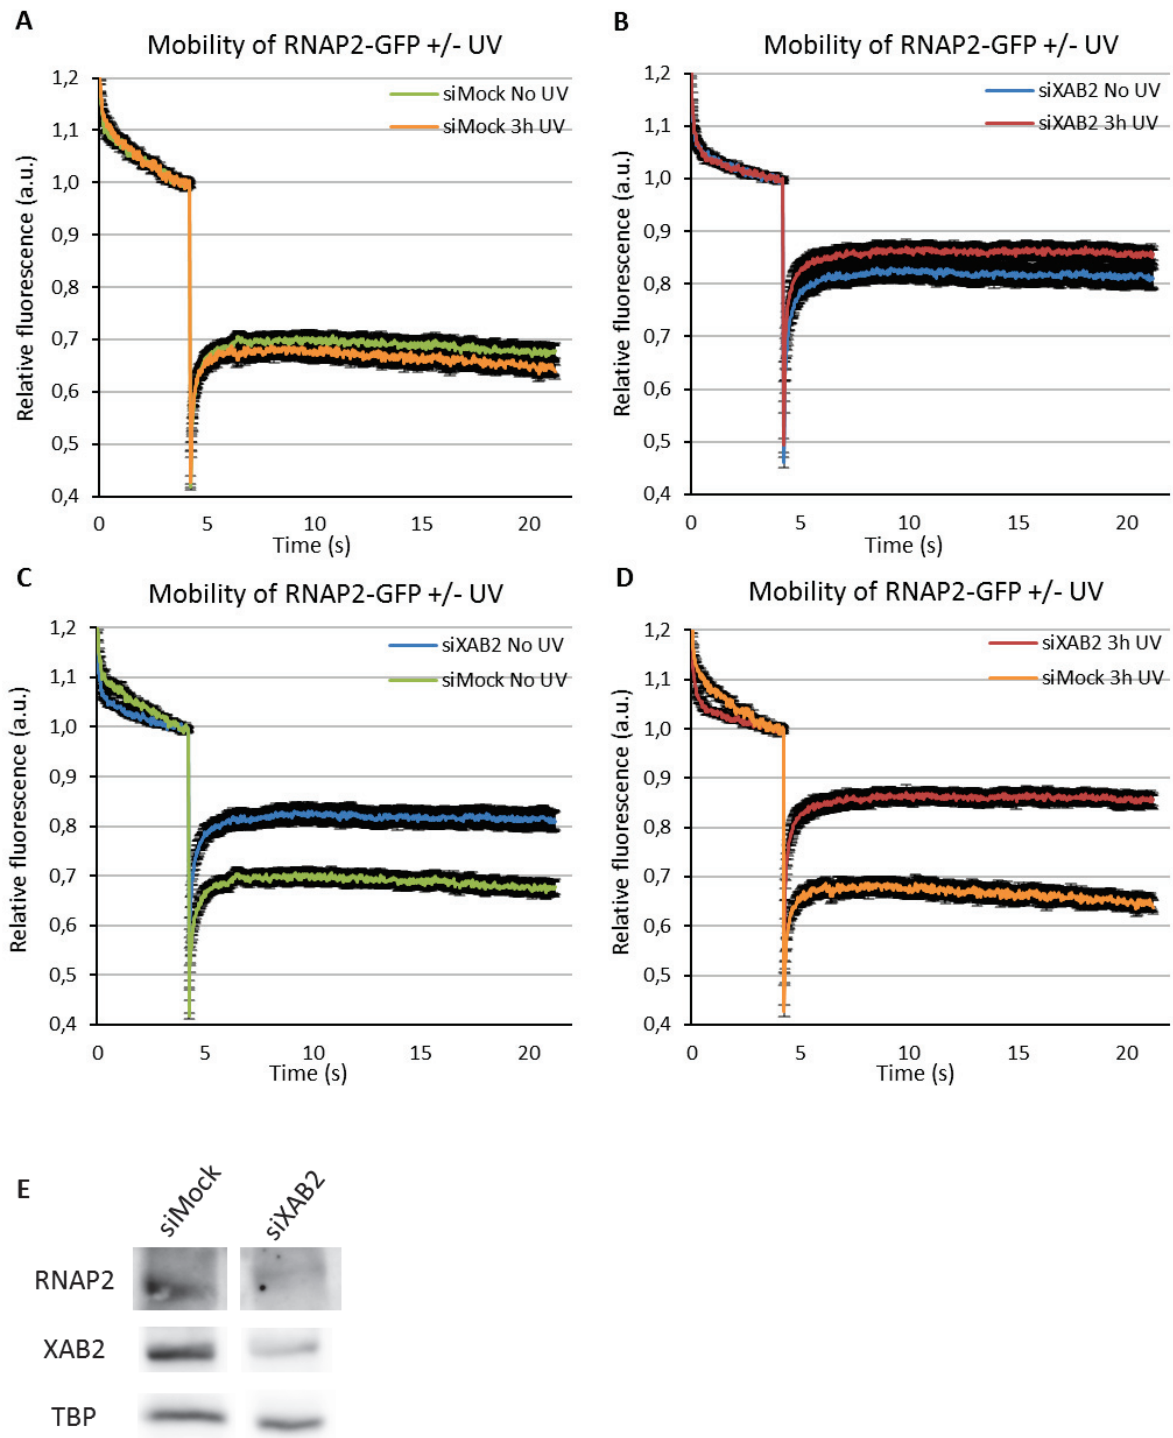 A
Mobility of RNAP2-GFP +/- UV
1,2
1,1
1,0
0,9
0,8
0,7
0,6
0,5
0,4
Relative fluorescence (a.u.)
siMock No UV
siMock 3h UV
0
5
10
15
20
Time (s)
B
Mobility of RNAP2-GFP +/- UV
1,2
1,1
1,0
0,9
0,8
0,7
0,6
0,5
0,4
Relative fluorescence (a.u.)
siXAB2 No UV
siXAB2 3h UV
0
5
10
15
20
Time (s)
C
Mobility of RNAP2-GFP +/- UV
1,2
1,1
1,0
0,9
0,8
0,7
0,6
0,5
0,4
Relative fluorescence (a.u.)
siXAB2 No UV
siMock No UV
0
5
10
15
20
Time (s)
D
Mobility of RNAP2-GFP +/- UV
1,2
1,1
1,0
0,9
0,8
0,7
0,6
0,5
0,4
Relative fluorescence (a.u.)
siXAB2 3h UV
siMock 3h UV
0
5
10
15
20
Time (s)
E
siMock
siXAB2
RNAP2
XAB2
TBP